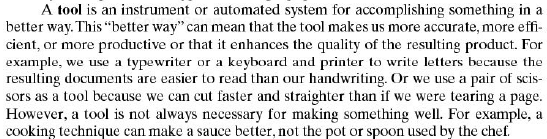 A tool is an instrument or automated system for accomplishing something in a
better way. This “better way” can mean that the tool makes us more accurate, more effi-
cient, or more productive or that it enhances the quality of the resulting product. For
example, we use a typewriter or a keyboard and printer to write letters because the
resulting documents are easier to read than our handwriting. Or we use a pair of scis-
sors as a tool because we can cut faster and straighter than if we were tearing a page.
However, a tool is not always necessary for making something well. For example, a
cooking technique can make a sauce better, not the pot or spoon used by the chef.